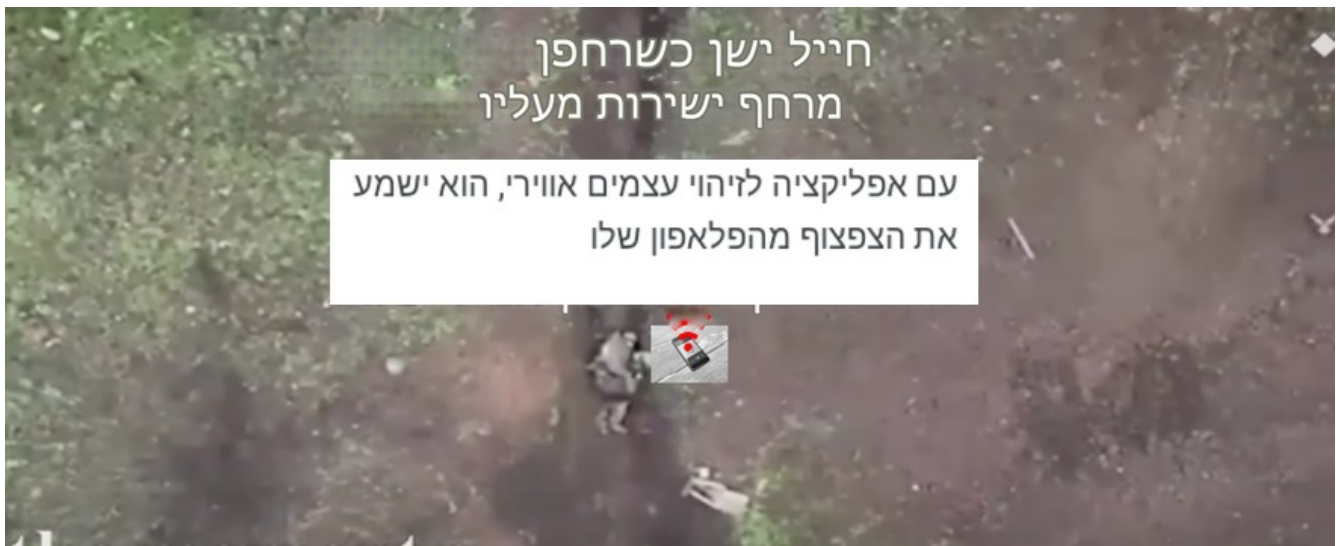 חייל ישן כשרחפן
מרחף ישירות מעליו
עם אפליקציה לזיהוי עצמים אווירי, הוא ישמע
את הצפצוף מהפלאפון שלו